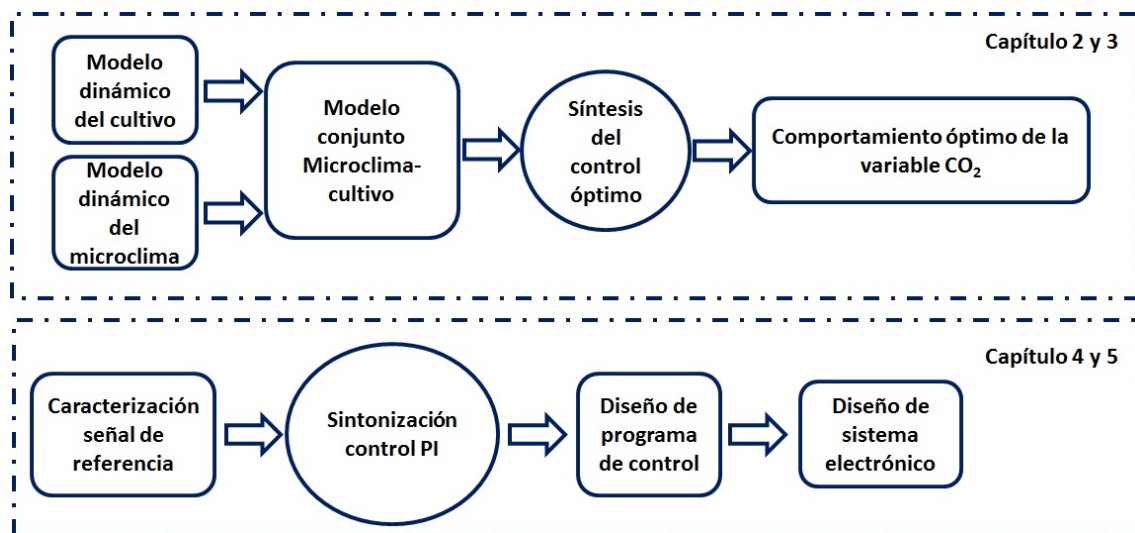 Capítulo 2 y 3
Modelo
dinámico
del cultivo
Modelo
dinámico
del
microclima
Modelo
conjunto
Microclima-
cultivo
Síntesis
del
control
óptimo
Comportamiento óptimo de la
variable CO₂
Capítulo 4 y 5
Caracterización
señal de
referencia
Sintonización
control PI
Diseño de
programa
de control
Diseño de
sistema
electrónico